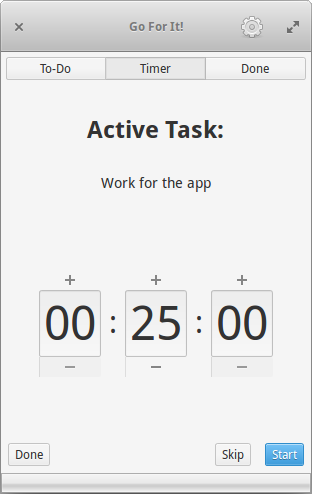 Go For It!
To-Do Timer Done
Active Task:
Work for the app
+ + +
00 : 25 : 00
− − −
Done Skip Start